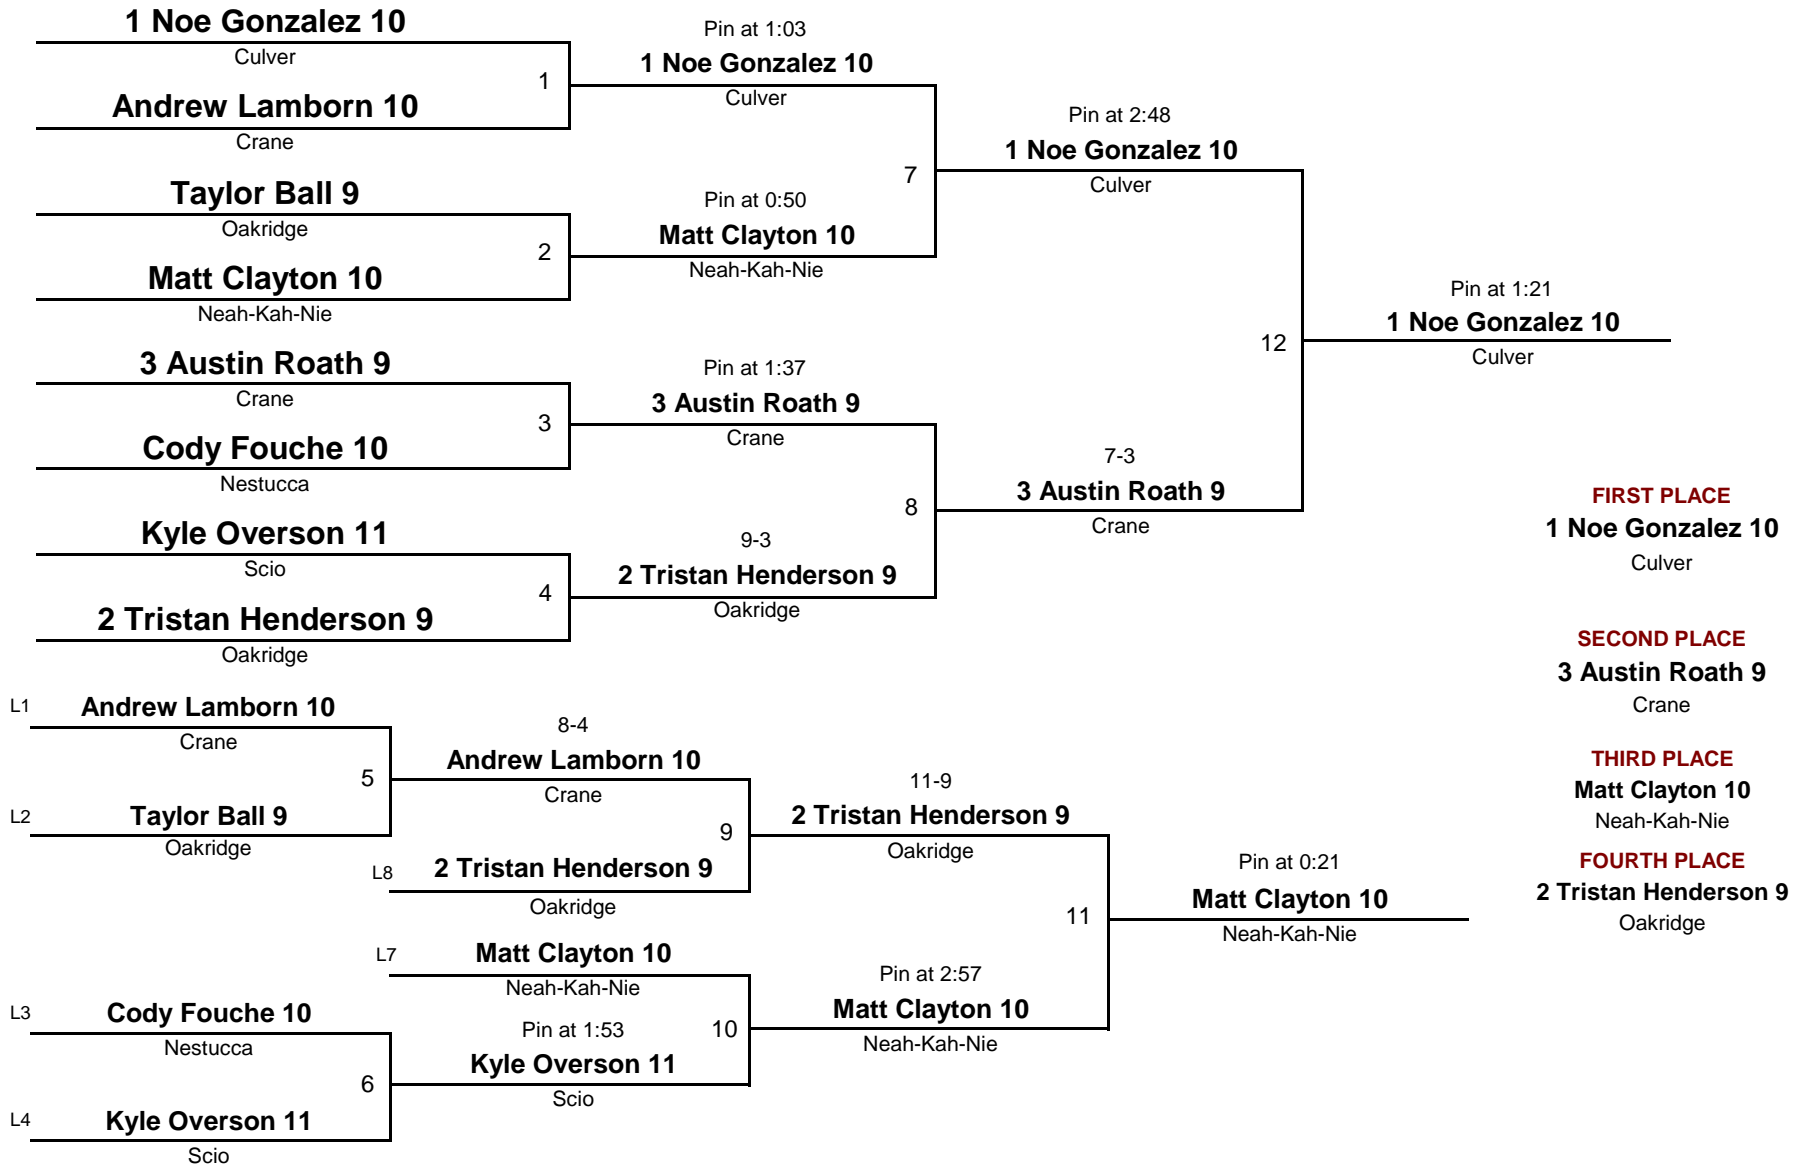 1 Noe Gonzalez 10
Culver
1
Andrew Lamborn 10
Crane
Taylor Ball 9
Oakridge
2
Matt Clayton 10
Neah-Kah-Nie
3 Austin Roath 9
Crane
3
Cody Fouche 10
Nestucca
Kyle Overson 11
Scio
4
2 Tristan Henderson 9
Oakridge
Pin at 1:03
1 Noe Gonzalez 10
Culver
7
Pin at 0:50
Matt Clayton 10
Neah-Kah-Nie
Pin at 1:37
3 Austin Roath 9
Crane
8
9-3
2 Tristan Henderson 9
Oakridge
Pin at 2:48
1 Noe Gonzalez 10
Culver
12
7-3
3 Austin Roath 9
Crane
Pin at 1:21
1 Noe Gonzalez 10
Culver
L1
Andrew Lamborn 10
Crane
5
L2
Taylor Ball 9
Oakridge
L3
Cody Fouche 10
Nestucca
6
L4
Kyle Overson 11
Scio
8-4
Andrew Lamborn 10
Crane
9
L8
2 Tristan Henderson 9
Oakridge
L7
Matt Clayton 10
Neah-Kah-Nie
10
Pin at 1:53
Kyle Overson 11
Scio
11-9
2 Tristan Henderson 9
Oakridge
11
Pin at 2:57
Matt Clayton 10
Neah-Kah-Nie
Pin at 0:21
Matt Clayton 10
Neah-Kah-Nie
FIRST PLACE
1 Noe Gonzalez 10
Culver
SECOND PLACE
3 Austin Roath 9
Crane
THIRD PLACE
Matt Clayton 10
Neah-Kah-Nie
FOURTH PLACE
2 Tristan Henderson 9
Oakridge